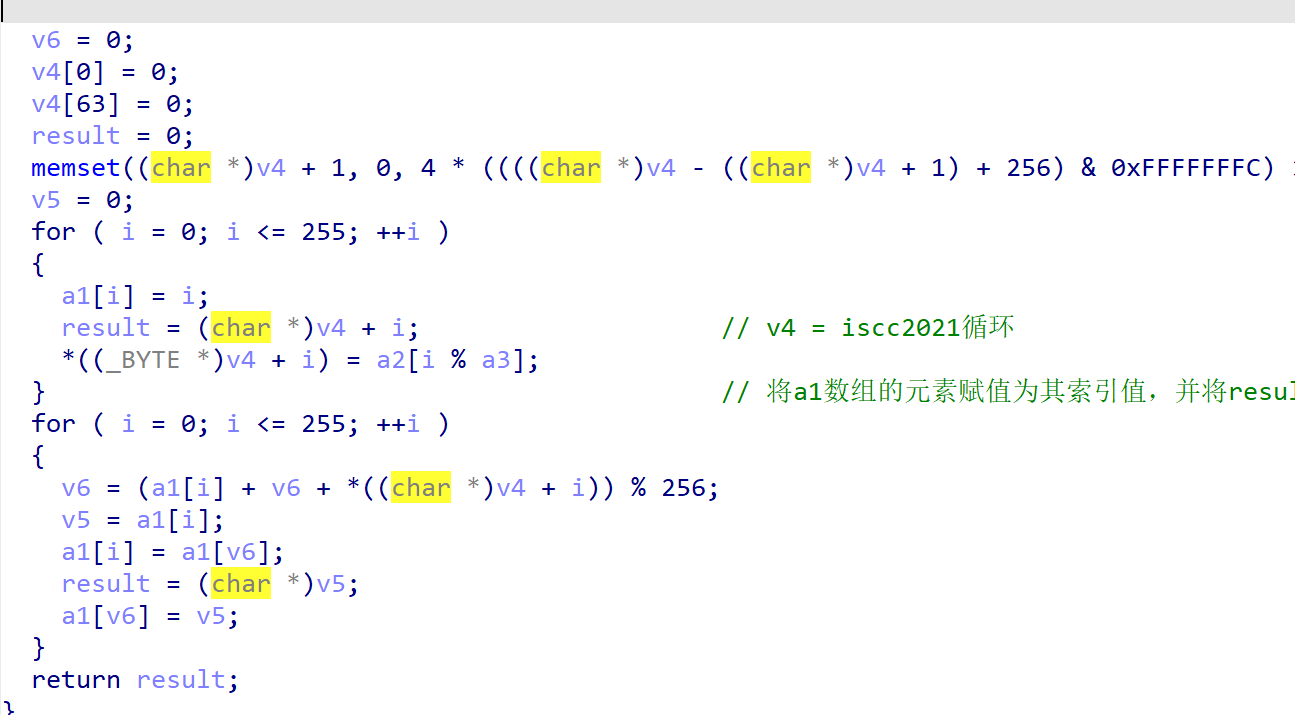 v6 = 0;
v4[0] = 0;
v4[63] = 0;
result = 0;
memset((char *)v4 + 1, 0, 4 * ((((char *)v4 - ((char *)v4 + 1) + 256) & 0xFFFFFFFC)
v5 = 0;
for ( i = 0; i <= 255; ++i )
{
a1[i] = i;
result = (char *)v4 + i; // v4 = iscc2021循环
*((_BYTE *)v4 + i) = a2[i % a3];
} // 将a1数组的元素赋值为其索引值，并将resul
for ( i = 0; i <= 255; ++i )
{
v6 = (a1[i] + v6 + *((char *)v4 + i)) % 256;
v5 = a1[i];
a1[i] = a1[v6];
result = (char *)v5;
a1[v6] = v5;
}
return result;
}